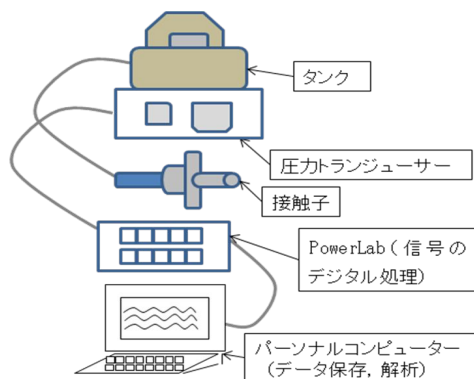 タンク
圧力トランジューサー
接触子
PowerLab(信号の
デジタル処理)
パーソナルコンピューター
(データ保存,解析)